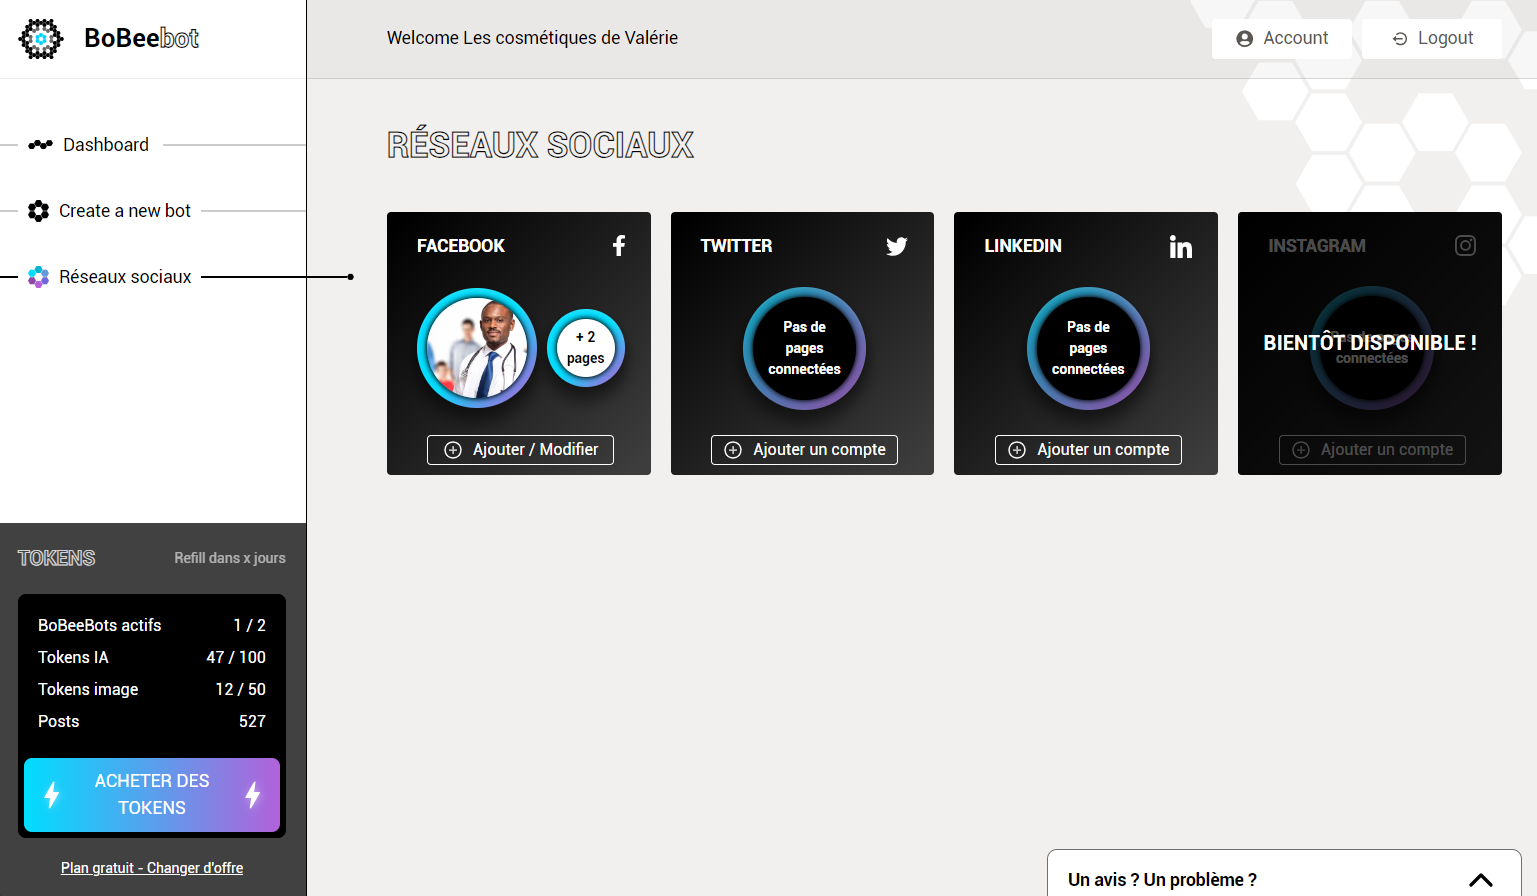 BoBeebot
Welcome Les cosmétiques de Valérie
Account
Logout
Dashboard
Create a new bot
Réseaux sociaux
RÉSEAUX SOCIAUX
FACEBOOK
+ 2
pages
Ajouter / Modifier
TWITTER
Pas de
pages
connectées
Ajouter un compte
LINKEDIN
Pas de
pages
connectées
Ajouter un compte
INSTAGRAM
BIENTÔT DISPONIBLE !
Pas de pages
connectées
Ajouter un compte
TOKENS
Refill dans x jours
BoBeeBots actifs 1 / 2
Tokens IA 47 / 100
Tokens image 12 / 50
Posts 527
ACHETER DES
TOKENS
Plan gratuit - Changer d'offre
Un avis ? Un problème ?